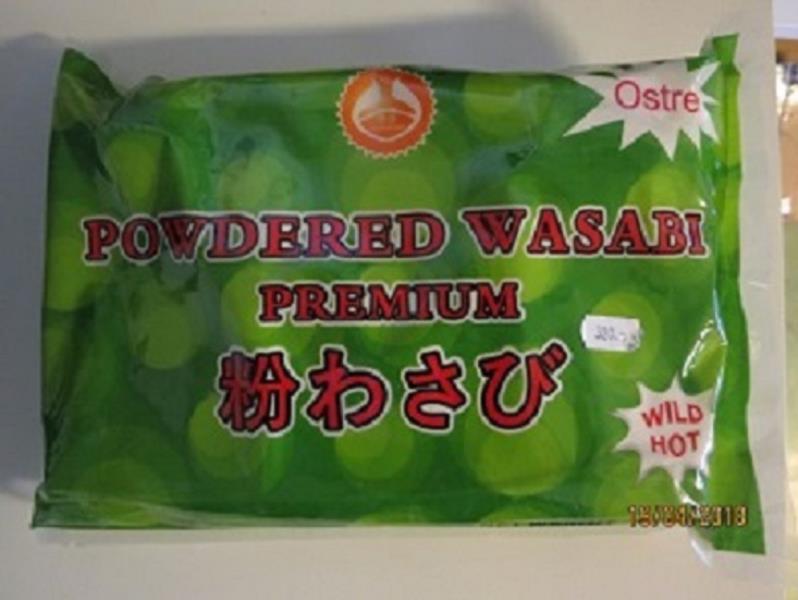 Ostre
POWDERED WASABI
PREMIUM
粉わさび
WILD
HOT